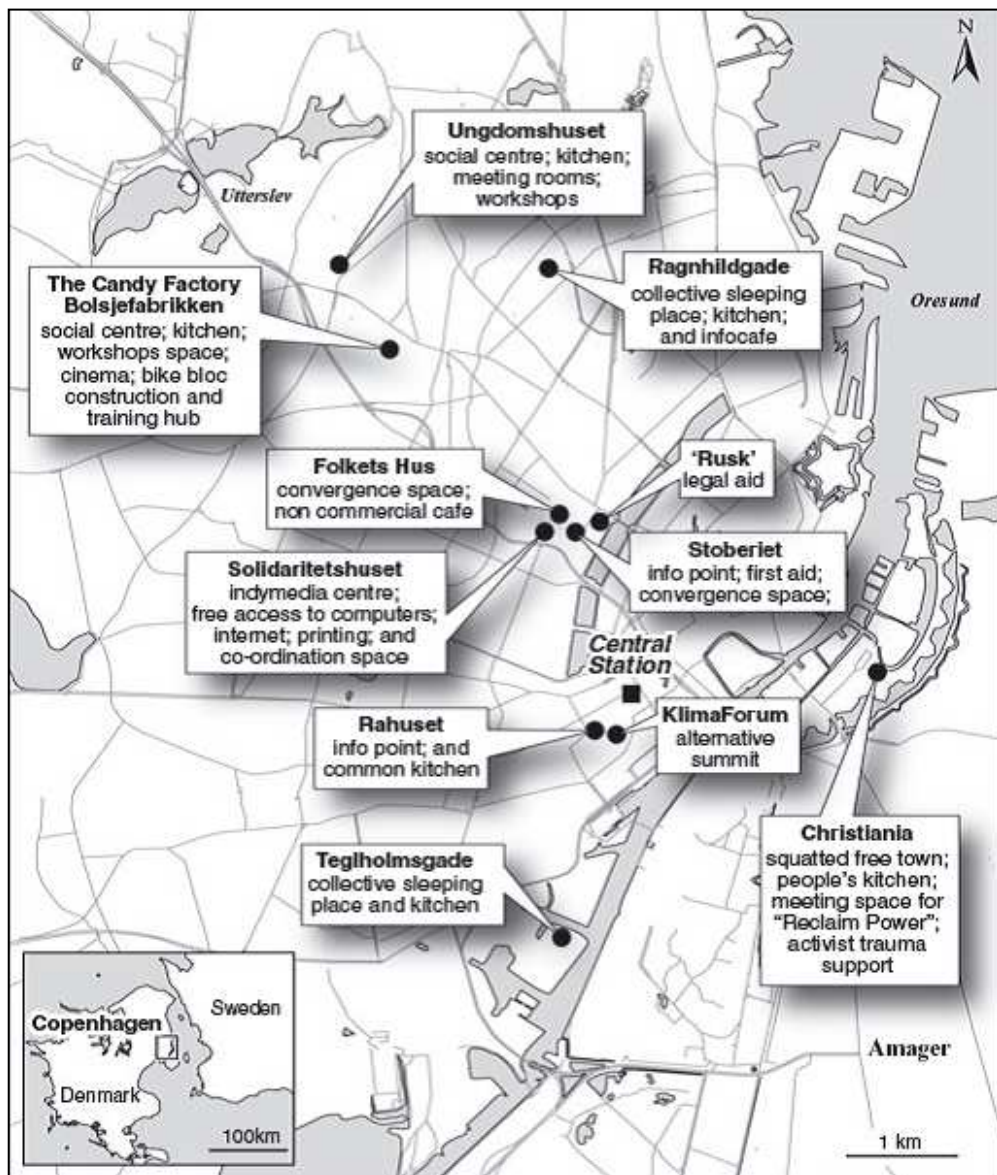 N
Ungdomshuset
social centre; kitchen;
meeting rooms;
workshops
Utterslev
The Candy Factory
Bolsjefabrikken
social centre; kitchen;
workshops space;
cinema; bike bloc
construction and
training hub
Ragnhildgade
collective sleeping
place; kitchen;
and infocafe
Oresund
Folkets Hus
convergence space;
non commercial cafe
‘Rusk’
legal aid
Solidaritetshuset
indymedia centre;
free access to computers;
internet; printing; and
co-ordination space
Stoberiet
info point; first aid;
convergence space;
Central
Station
Rahuset
info point; and
common kitchen
KlimaForum
alternative
summit
Teglholmsgade
collective sleeping
place and kitchen
Christiania
squatted free town;
people’s kitchen;
meeting space for
“Reclaim Power”;
activist trauma
support
Sweden
Copenhagen
Denmark
100km
Amager
1 km